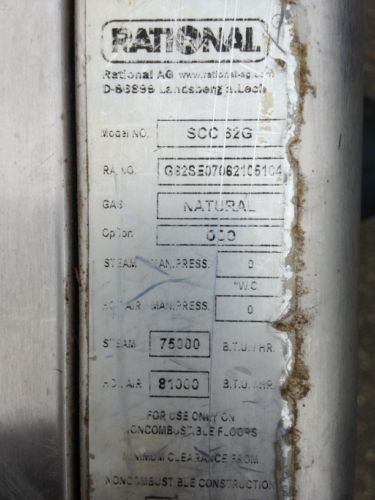 RATIONAL
Rational AG www.rational-ag.com
D-86899 Landsberg a.Lech
Model NO. SCC 62G
RA. NO. G62SE07062105104
GAS NATURAL
Option 000
STEAM MAN.PRESS. 0
"W.C.
HOT AIR MAN.PRESS. 0
STEAM 75000 B.T.U./HR.
HOT AIR 81000 B.T.U./HR.
FOR USE ONLY ON
NONCOMBUSTIBLE FLOORS
MINIMUM CLEARANCE FROM
NONCOMBUSTIBLE CONSTRUCTION